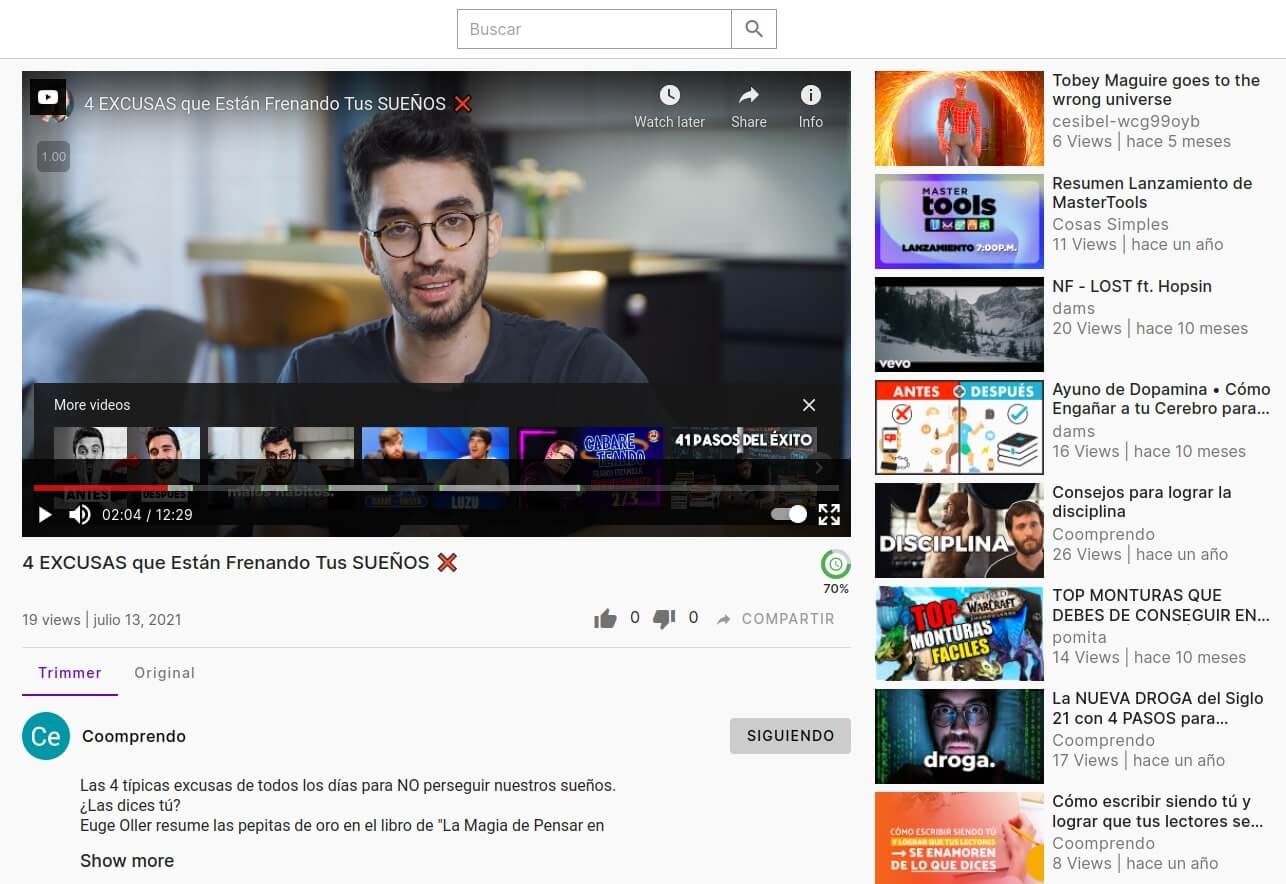 Buscar
4 EXCUSAS que Están Frenando Tus SUEÑOS ❌
Watch later
Share
Info
1.00
More videos
ANTES
DESPUÉS
malos hábitos.
LUZU
CABARE
TEANDO
2/3
41 PASOS DEL ÉXITO
02:04 / 12:29
4 EXCUSAS que Están Frenando Tus SUEÑOS ❌
70%
19 views | julio 13, 2021
0
0
COMPARTIR
Trimmer
Original
Ce
Coomprendo
SIGUIENDO
Las 4 típicas excusas de todos los días para NO perseguir nuestros sueños.
¿Las dices tú?
Euge Oller resume las pepitas de oro en el libro de "La Magia de Pensar en
Show more
Tobey Maguire goes to the
wrong universe
cesibel-wcg99oyb
6 Views | hace 5 meses
MASTER
tools
LANZAMIENTO 7:00P.M.
Resumen Lanzamiento de
MasterTools
Cosas Simples
11 Views | hace un año
vevo
NF - LOST ft. Hopsin
dams
20 Views | hace 10 meses
ANTES
DESPUÉS
Ayuno de Dopamina • Cómo
Engañar a tu Cerebro para...
dams
16 Views | hace 10 meses
DISCIPLINA
Consejos para lograr la
disciplina
Coomprendo
26 Views | hace un año
TOP
WARCRAFT
MONTURAS
FACILES
TOP MONTURAS QUE
DEBES DE CONSEGUIR EN...
pomita
14 Views | hace 10 meses
droga.
La NUEVA DROGA del Siglo
21 con 4 PASOS para...
Coomprendo
17 Views | hace un año
CÓMO ESCRIBIR SIENDO TÚ
Y LOGRAR QUE TUS LECTORES
→ SE ENAMOREN
DE LO QUE DICES
Cómo escribir siendo tú y
lograr que tus lectores se...
Coomprendo
8 Views | hace un año